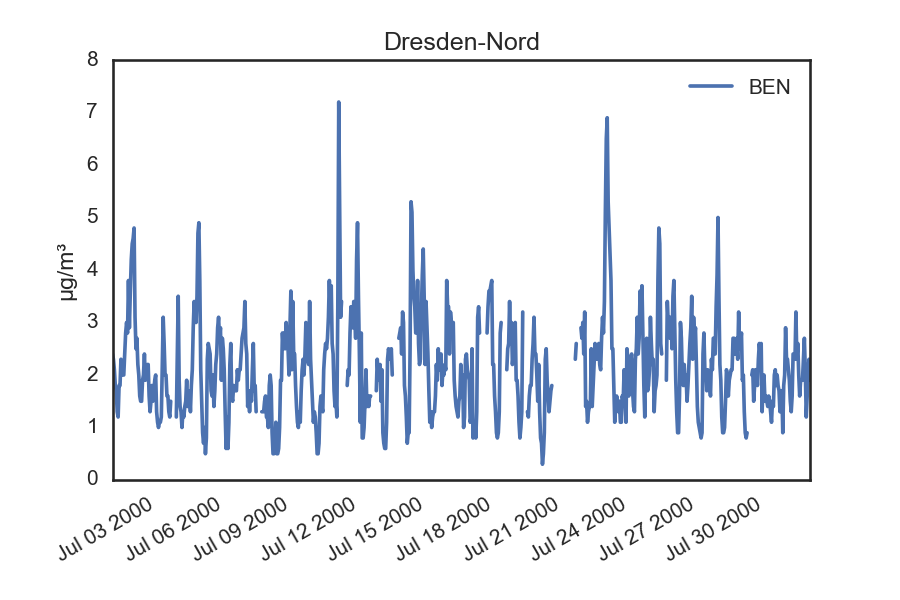 Dresden-Nord
BEN
µg/m³
8
7
6
5
4
3
2
1
0
Jul 03 2000
Jul 06 2000
Jul 09 2000
Jul 12 2000
Jul 15 2000
Jul 18 2000
Jul 21 2000
Jul 24 2000
Jul 27 2000
Jul 30 2000